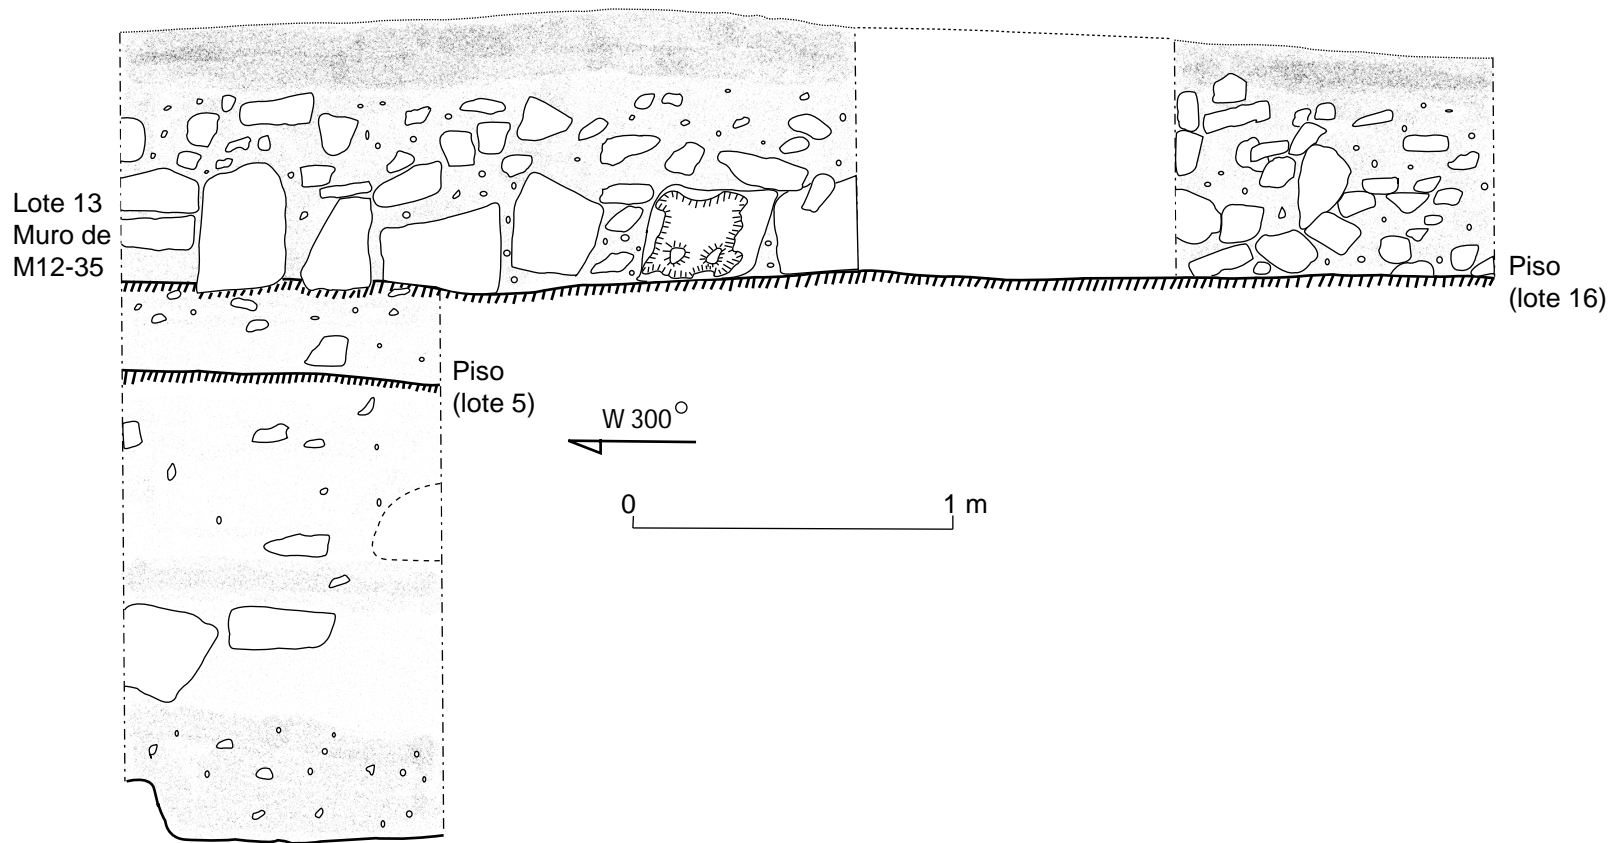 Lote 13
Muro de
M12-35
Piso
(lote 16)
Piso
(lote 5)
W 300°
0 1 m